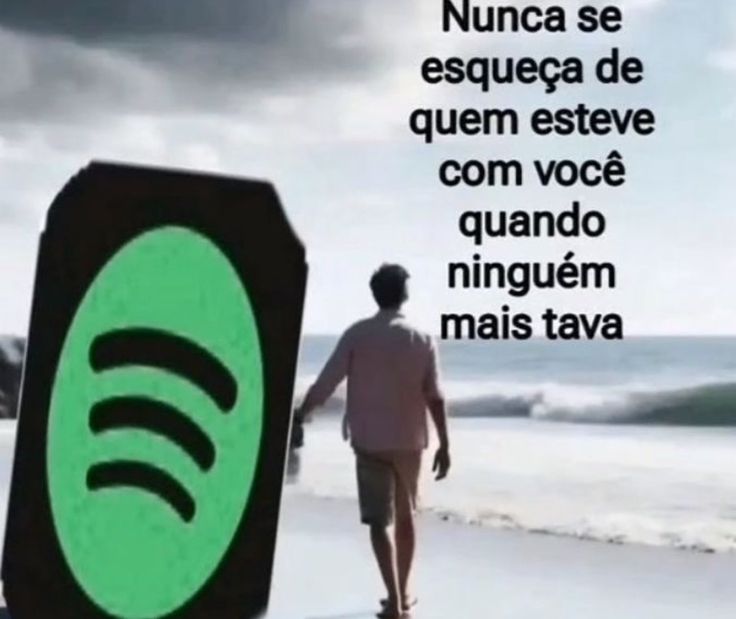 Nunca se
esqueça de
quem esteve
com você
quando
ninguém
mais tava